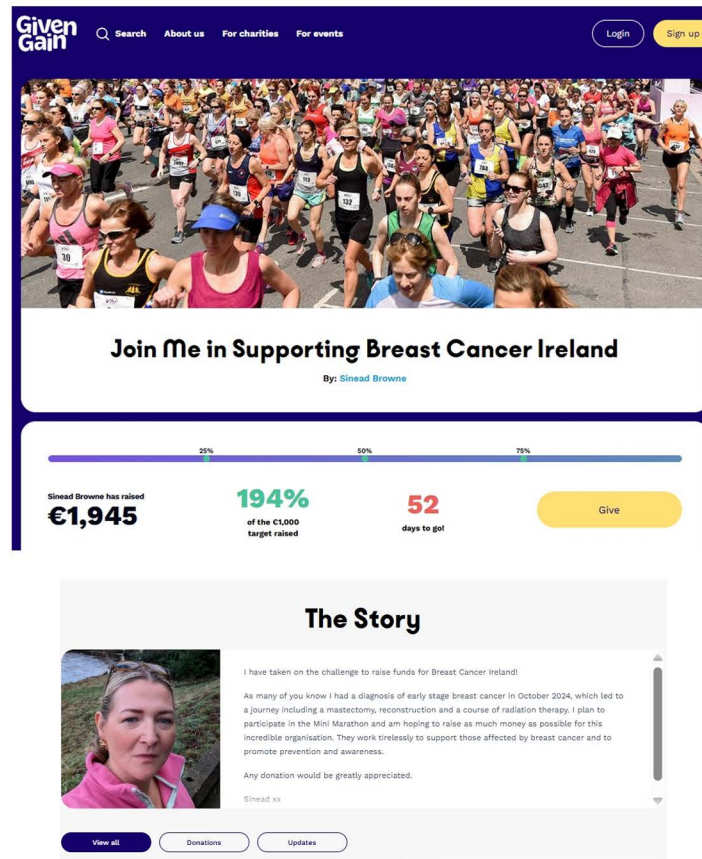 Given
Gain
Search
About us
For charities
For events
Login
Sign up
30
132
113
Join Me in Supporting Breast Cancer Ireland
By: Sinead Browne
25%
50%
75%
Sinead Browne has raised
€1,945
194%
of the €1,000
target raised
52
days to go!
Give
The Story
I have taken on the challenge to raise funds for Breast Cancer Ireland!
As many of you know I had a diagnosis of early stage breast cancer in October 2024, which led to
a journey including a mastectomy, reconstruction and a course of radiation therapy. I plan to
participate in the Mini Marathon and am hoping to raise as much money as possible for this
incredible organisation. They work tirelessly to support those affected by breast cancer and to
promote prevention and awareness.
Any donation would be greatly appreciated.
Sinead xx
View all
Donations
Updates